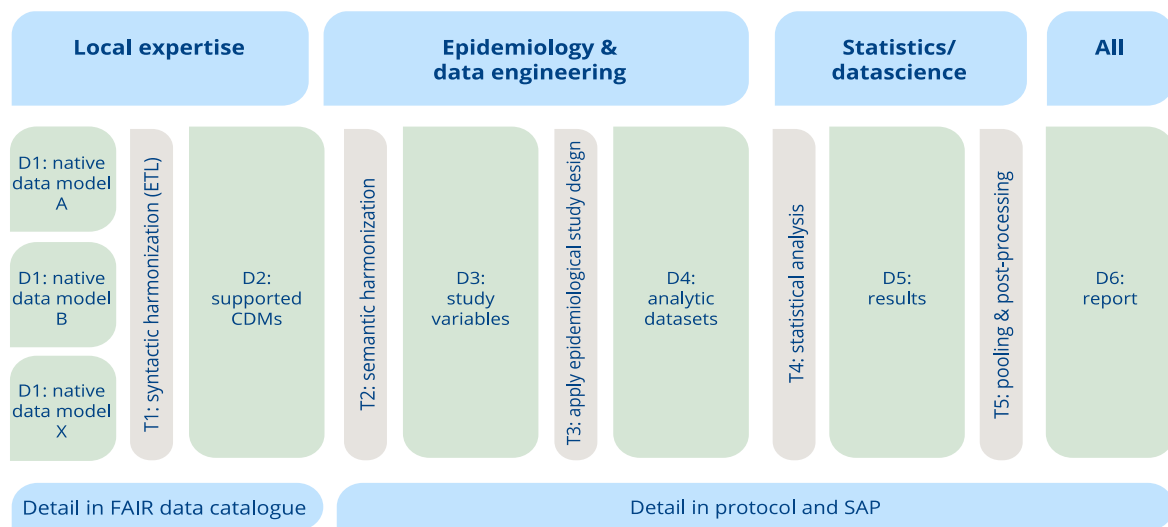 Local expertise
Epidemiology &
data engineering
Statistics/
datascience
All
D1: native
data model
A
D1: native
data model
B
D1: native
data model
X
T1: syntactic harmonization (ETL)
D2:
supported
CDMs
T2: semantic harmonization
D3:
study
variables
T3: apply epidemiological study design
D4:
analytic
datasets
T4: statistical analysis
D5:
results
T5: pooling & post-processing
D6:
report
Detail in FAIR data catalogue
Detail in protocol and SAP